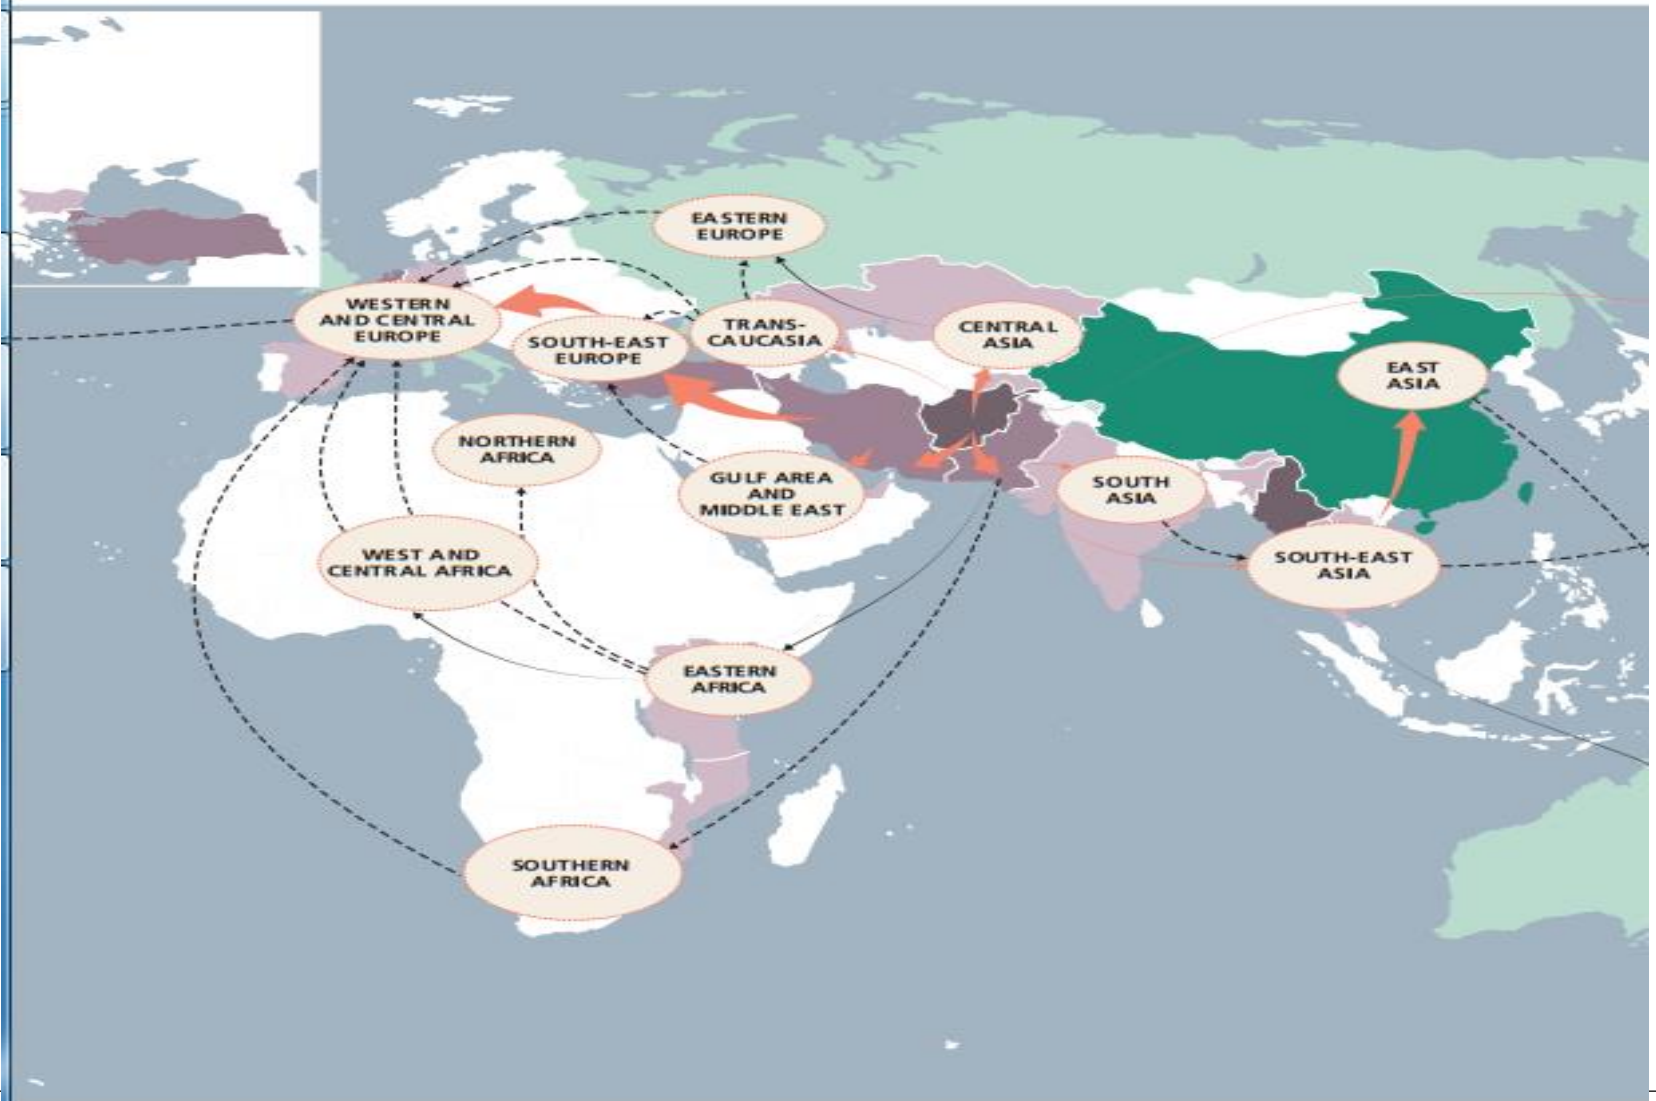 EASTERN
EUROPE
WESTERN
AND CENTRAL
EUROPE
SOUTH-EAST
EUROPE
TRANS-
CAUCASIA
CENTRAL
ASIA
EAST
ASIA
NORTHERN
AFRICA
GULF AREA
AND
MIDDLE EAST
SOUTH
ASIA
WEST AND
CENTRAL AFRICA
SOUTH-EAST
ASIA
EASTERN
AFRICA
SOUTHERN
AFRICA